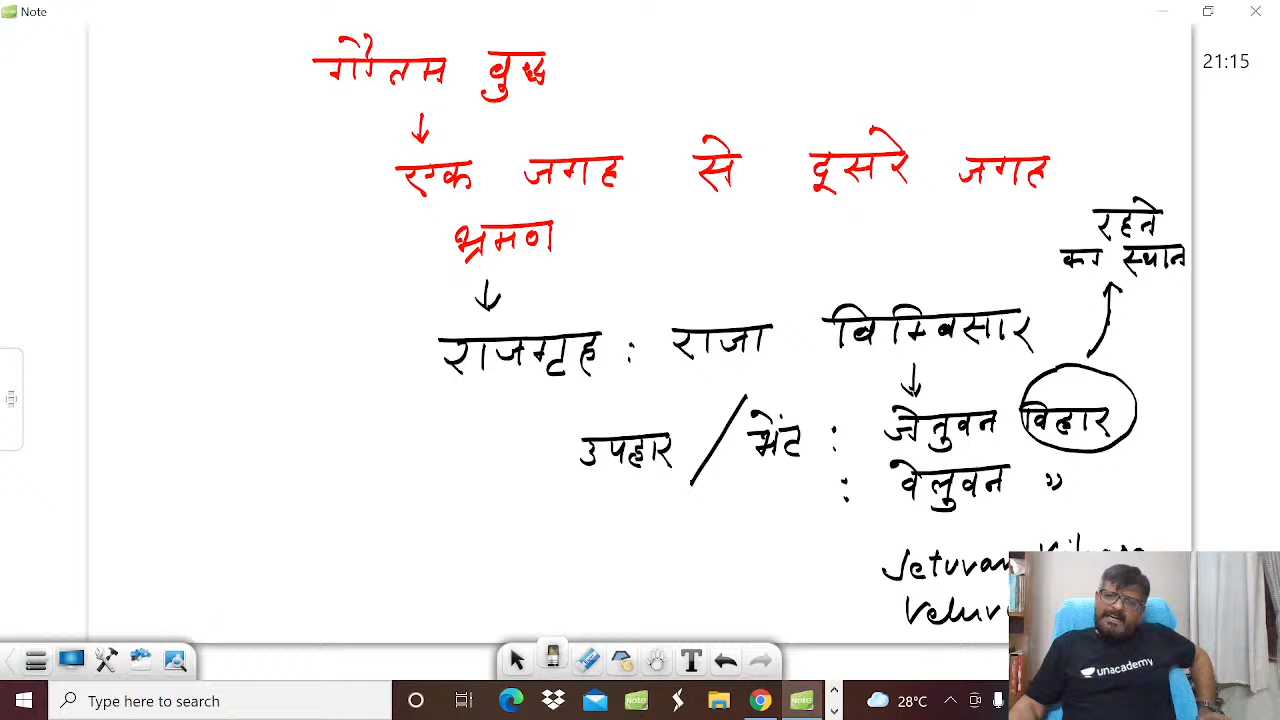 Note
21:15
गौतम बुद्ध
↓
एक जगह से दूसरे जगह
भ्रमण
↓
रहने
का स्थान
राजगृह : राजा बिम्बिसार
↓
उपहार / भेंट : जेतुवन विहार
: वेलुवन "
Jetuvan
unacademy
Type here to search
28°C